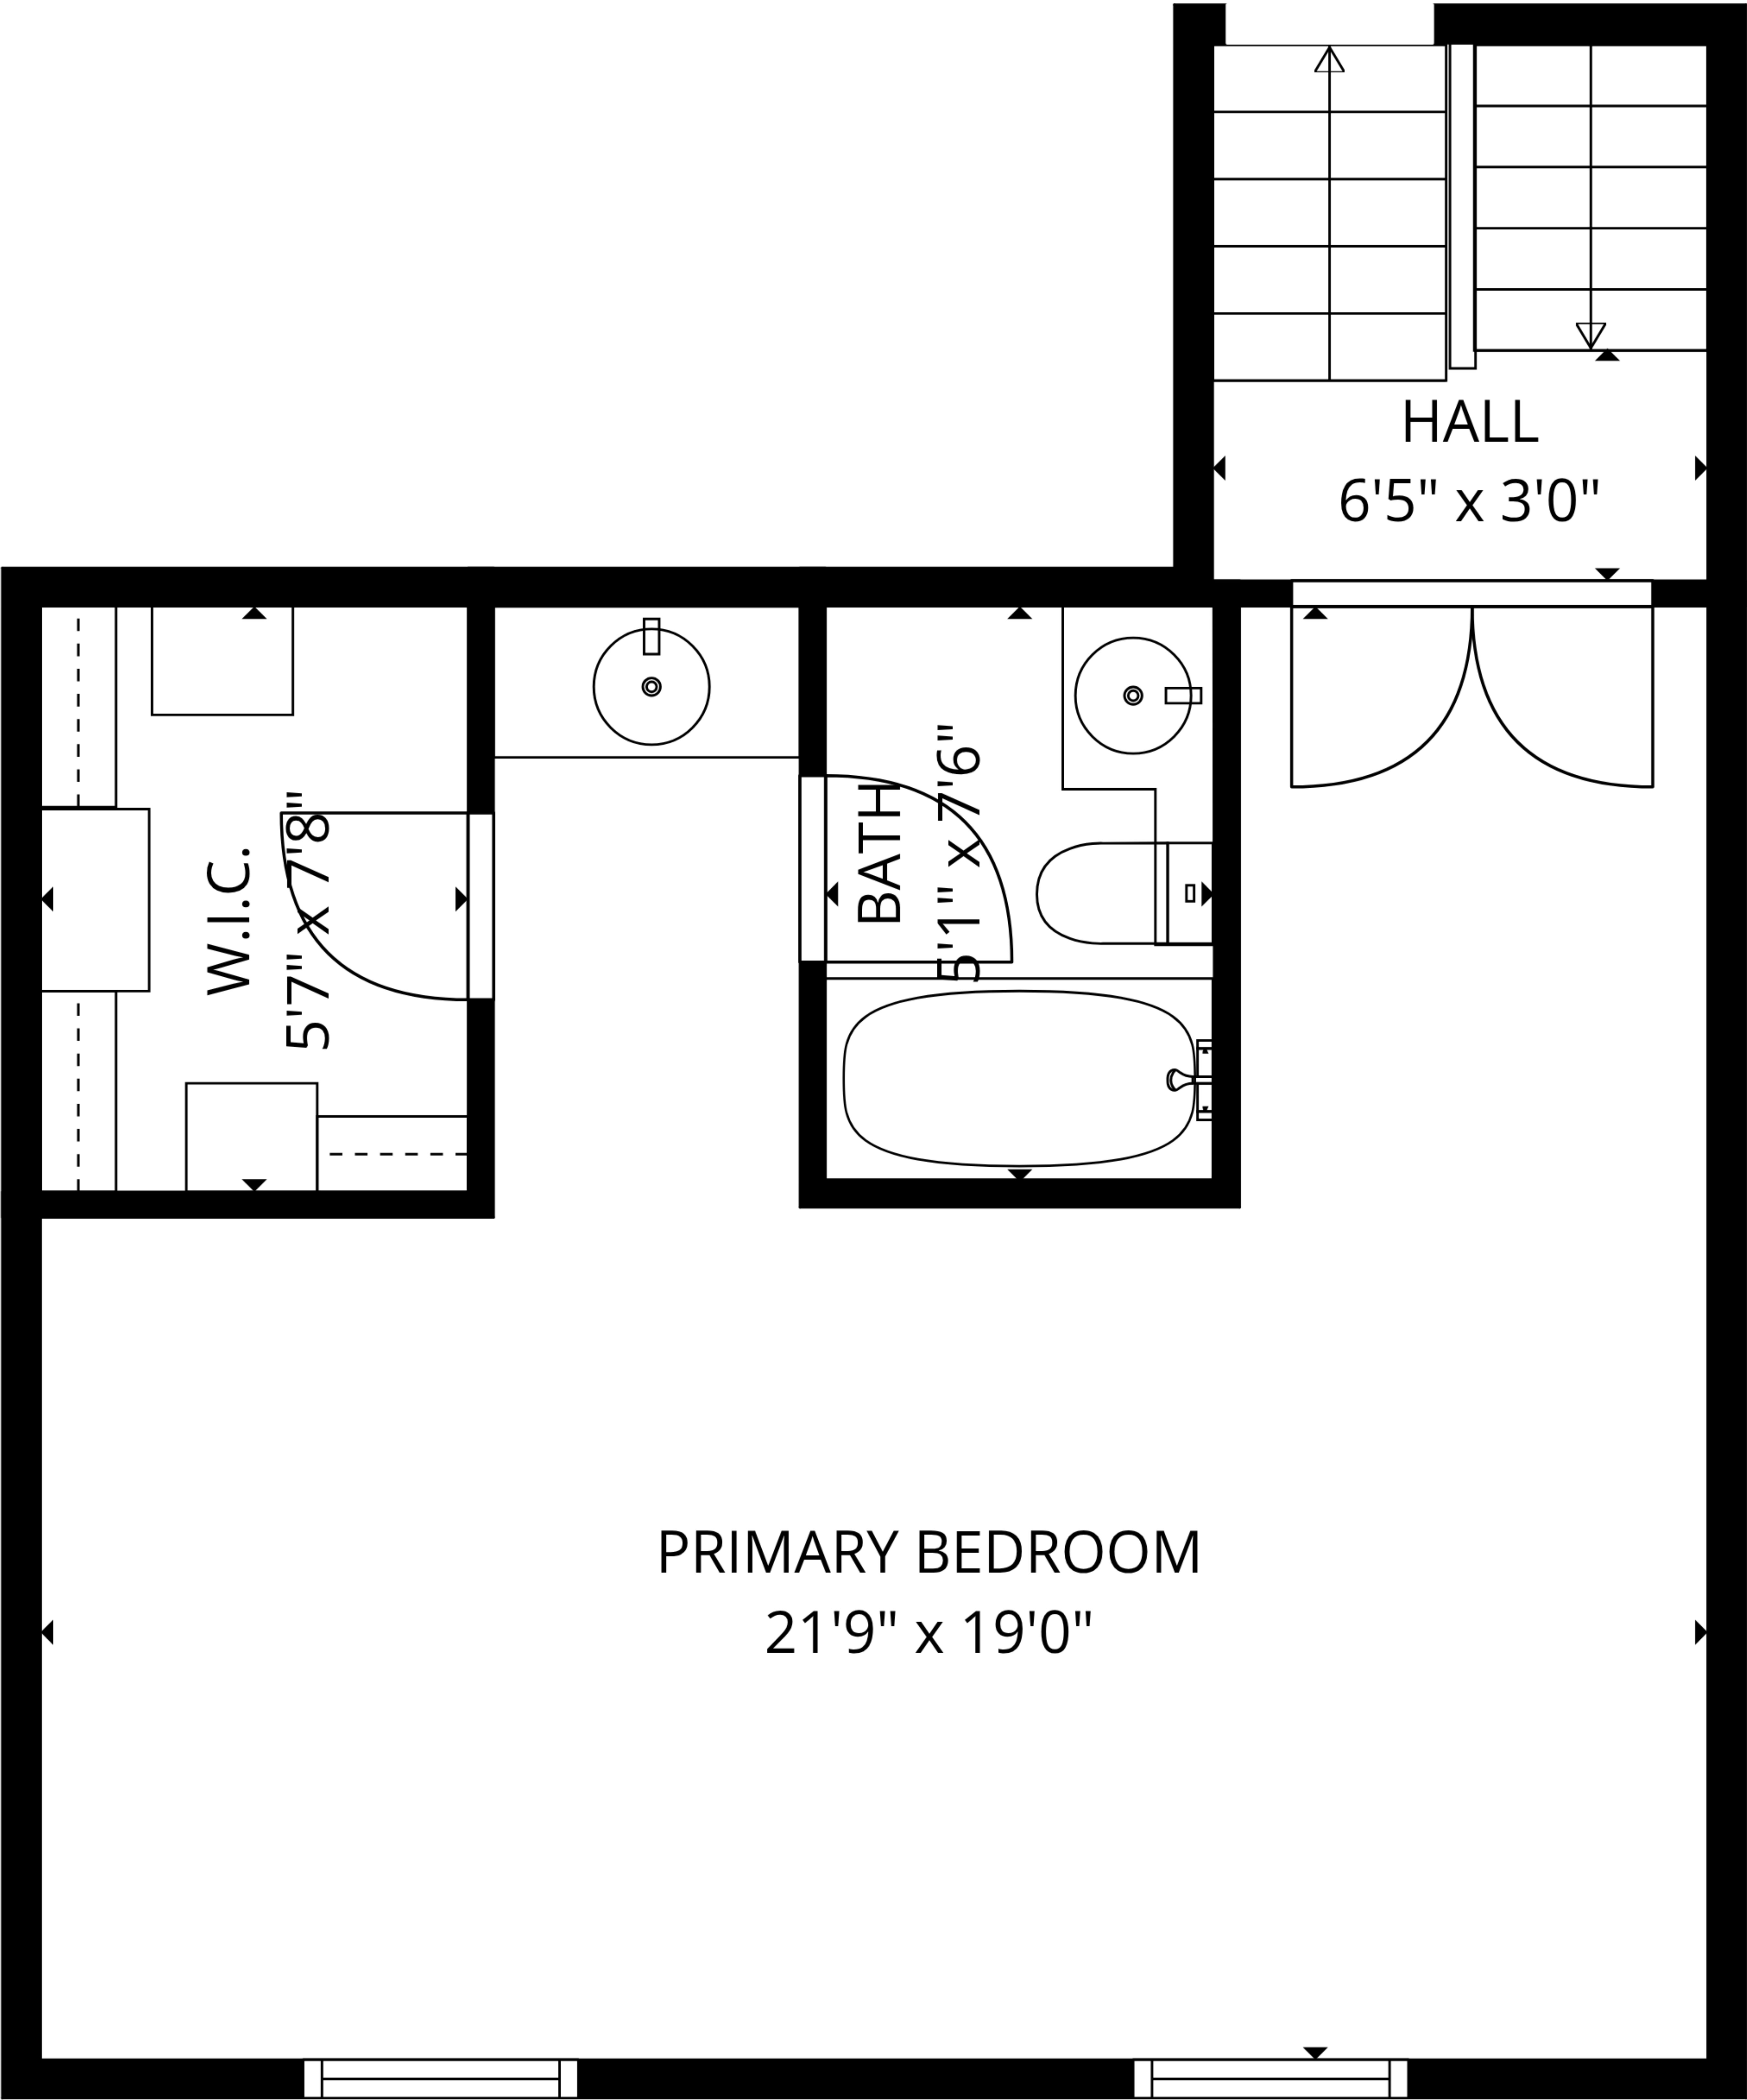 HALL
6'5" x 3'0"
W.I.C.
5'7" x 7'8"
BATH
5'1" x 7'6"
PRIMARY BEDROOM
21'9" x 19'0"